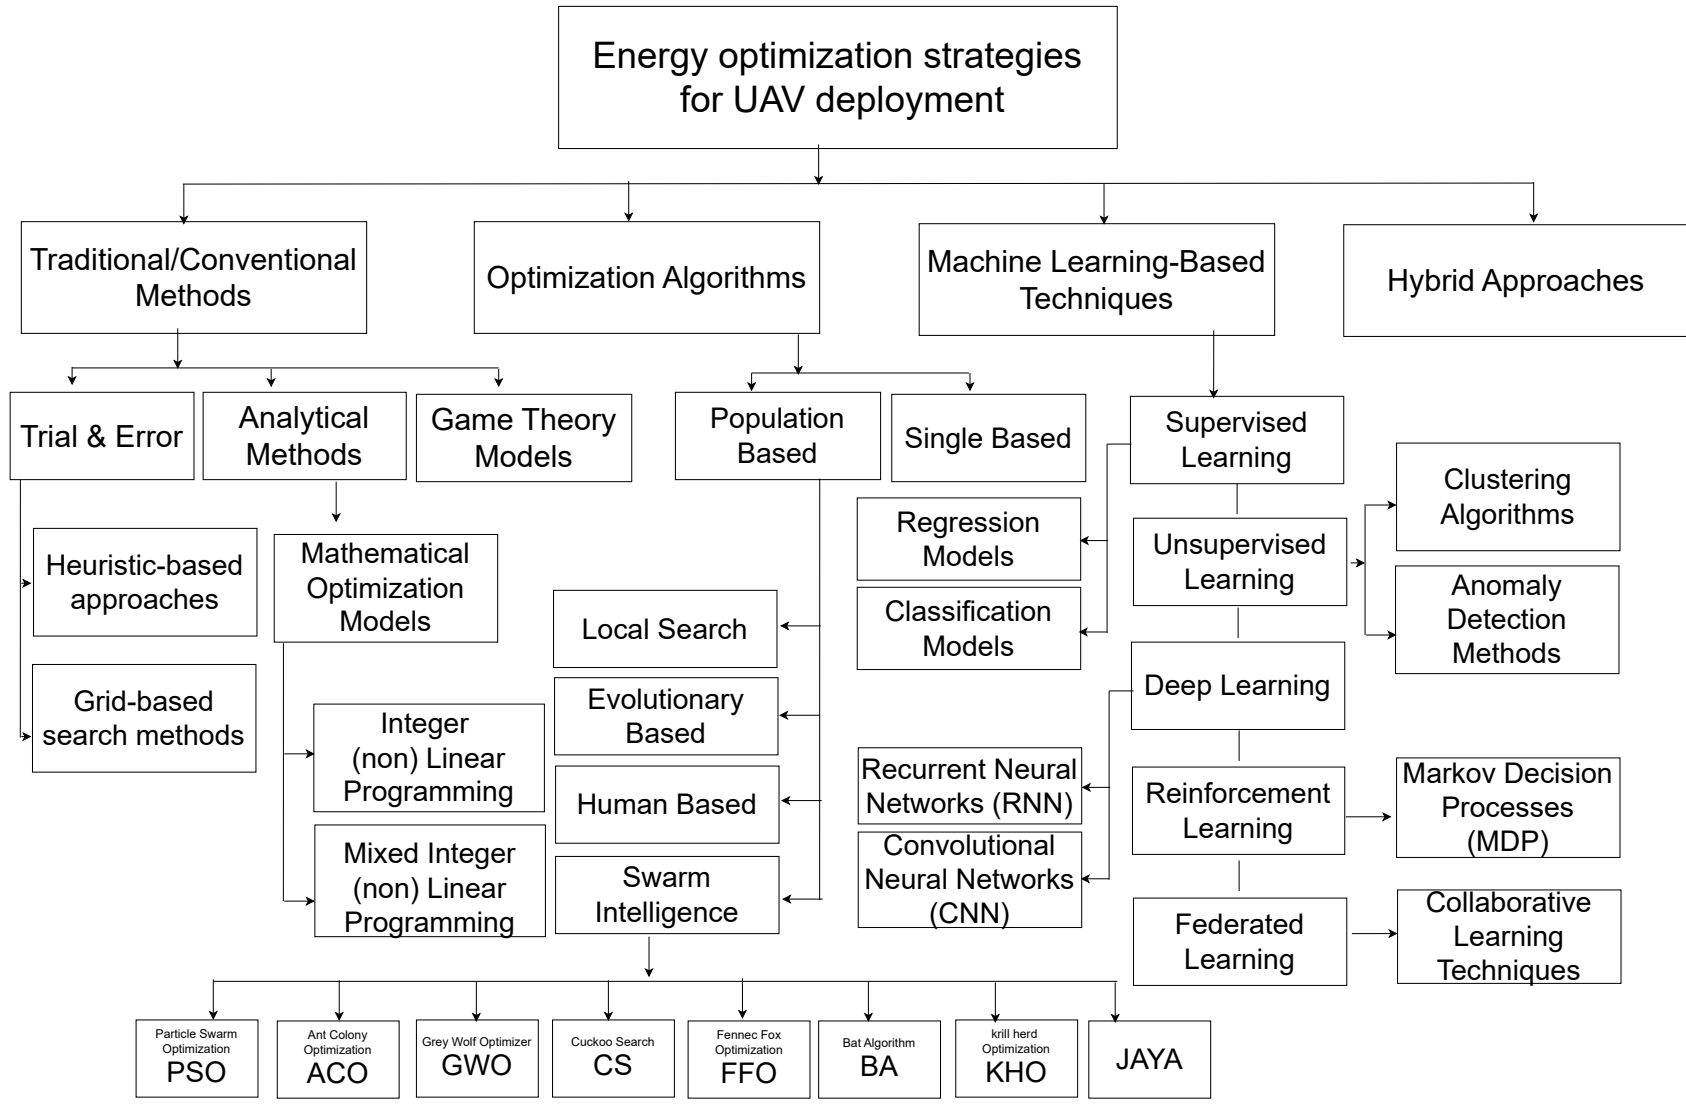 Energy optimization strategies
for UAV deployment
Traditional/Conventional
Methods
Optimization Algorithms
Machine Learning-Based
Techniques
Hybrid Approaches
Trial & Error
Analytical
Methods
Game Theory
Models
Population
Based
Single Based
Supervised
Learning
Heuristic-based
approaches
Grid-based
search methods
Mathematical
Optimization
Models
Integer
(non) Linear
Programming
Mixed Integer
(non) Linear
Programming
Local Search
Evolutionary
Based
Human Based
Swarm
Intelligence
Regression
Models
Classification
Models
Unsupervised
Learning
Clustering
Algorithms
Anomaly
Detection
Methods
Deep Learning
Recurrent Neural
Networks (RNN)
Convolutional
Neural Networks
(CNN)
Reinforcement
Learning
Markov Decision
Processes
(MDP)
Federated
Learning
Collaborative
Learning
Techniques
Particle Swarm
Optimization
PSO
Ant Colony
Optimization
ACO
Grey Wolf Optimizer
GWO
Cuckoo Search
CS
Fennec Fox
Optimization
FFO
Bat Algorithm
BA
krill herd
Optimization
KHO
JAYA